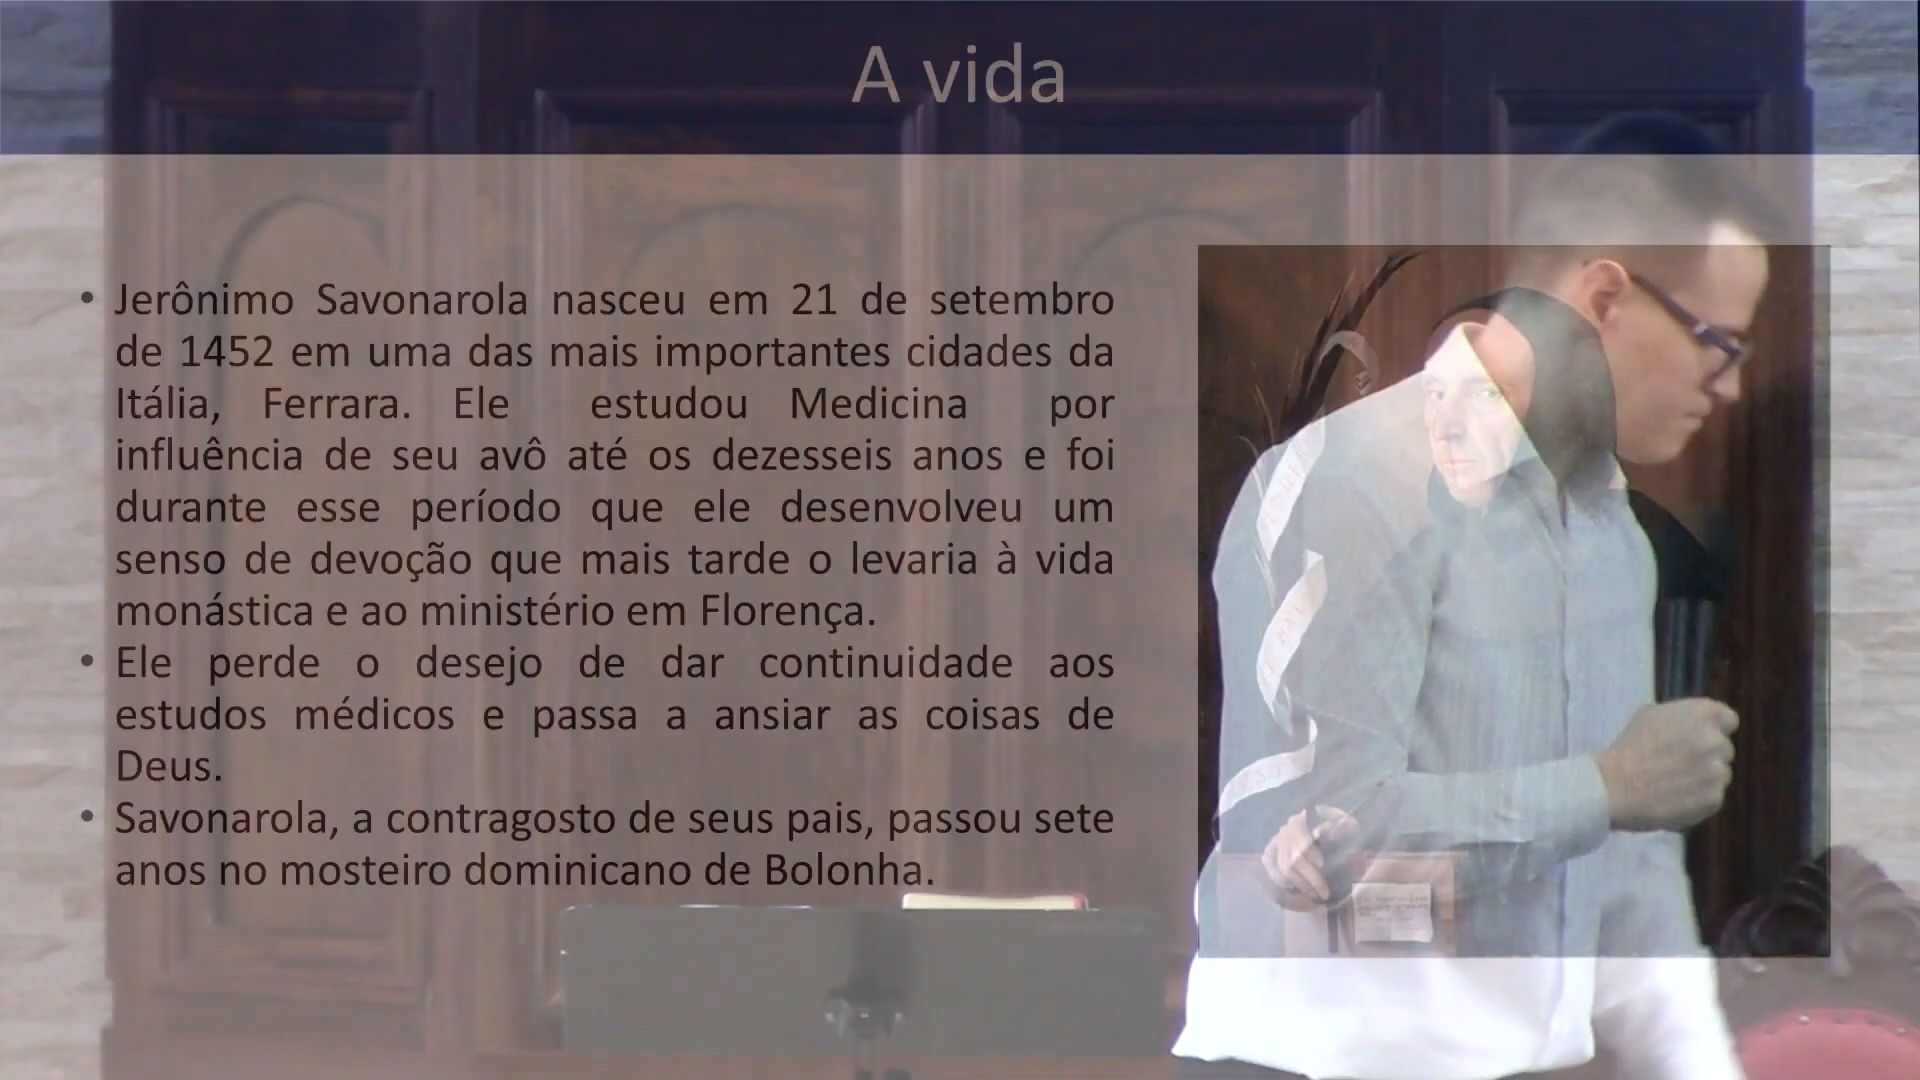 A vida
• Jerônimo Savonarola nasceu em 21 de setembro
de 1452 em uma das mais importantes cidades da
Itália, Ferrara. Ele estudou Medicina por
influência de seu avô até os dezesseis anos e foi
durante esse período que ele desenvolveu um
senso de devoção que mais tarde o levaria à vida
monástica e ao ministério em Florença.
• Ele perde o desejo de dar continuidade aos
estudos médicos e passa a ansiar as coisas de
Deus.
• Savonarola, a contragosto de seus pais, passou sete
anos no mosteiro dominicano de Bolonha.